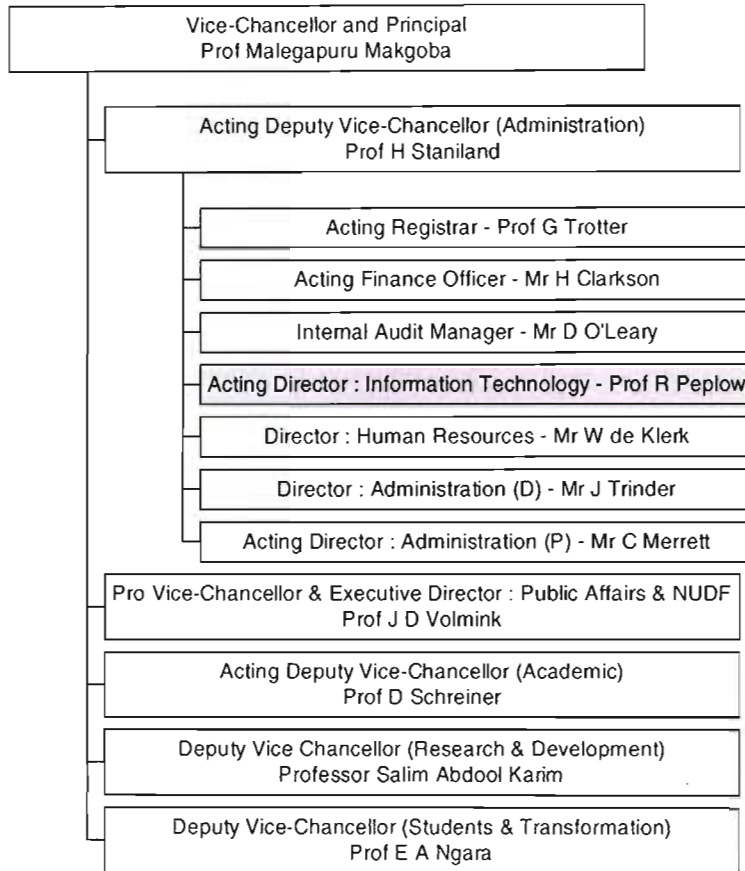 Vice-Chancellor and Principal
Prof Malegapuru Makgoba
Acting Deputy Vice-Chancellor (Administration)
Prof H Staniland
Acting Registrar - Prof G Trotter
Acting Finance Officer - Mr H Clarkson
Internal Audit Manager - Mr D O'Leary
Acting Director : Information Technology - Prof R Peplow
Director : Human Resources - Mr W de Klerk
Director : Administration (D) - Mr J Trinder
Acting Director : Administration (P) - Mr C Merrett
Pro Vice-Chancellor & Executive Director : Public Affairs & NUDF
Prof J D Volmink
Acting Deputy Vice-Chancellor (Academic)
Prof D Schreiner
Deputy Vice Chancellor (Research & Development)
Professor Salim Abdool Karim
Deputy Vice-Chancellor (Students & Transformation)
Prof E A Ngara